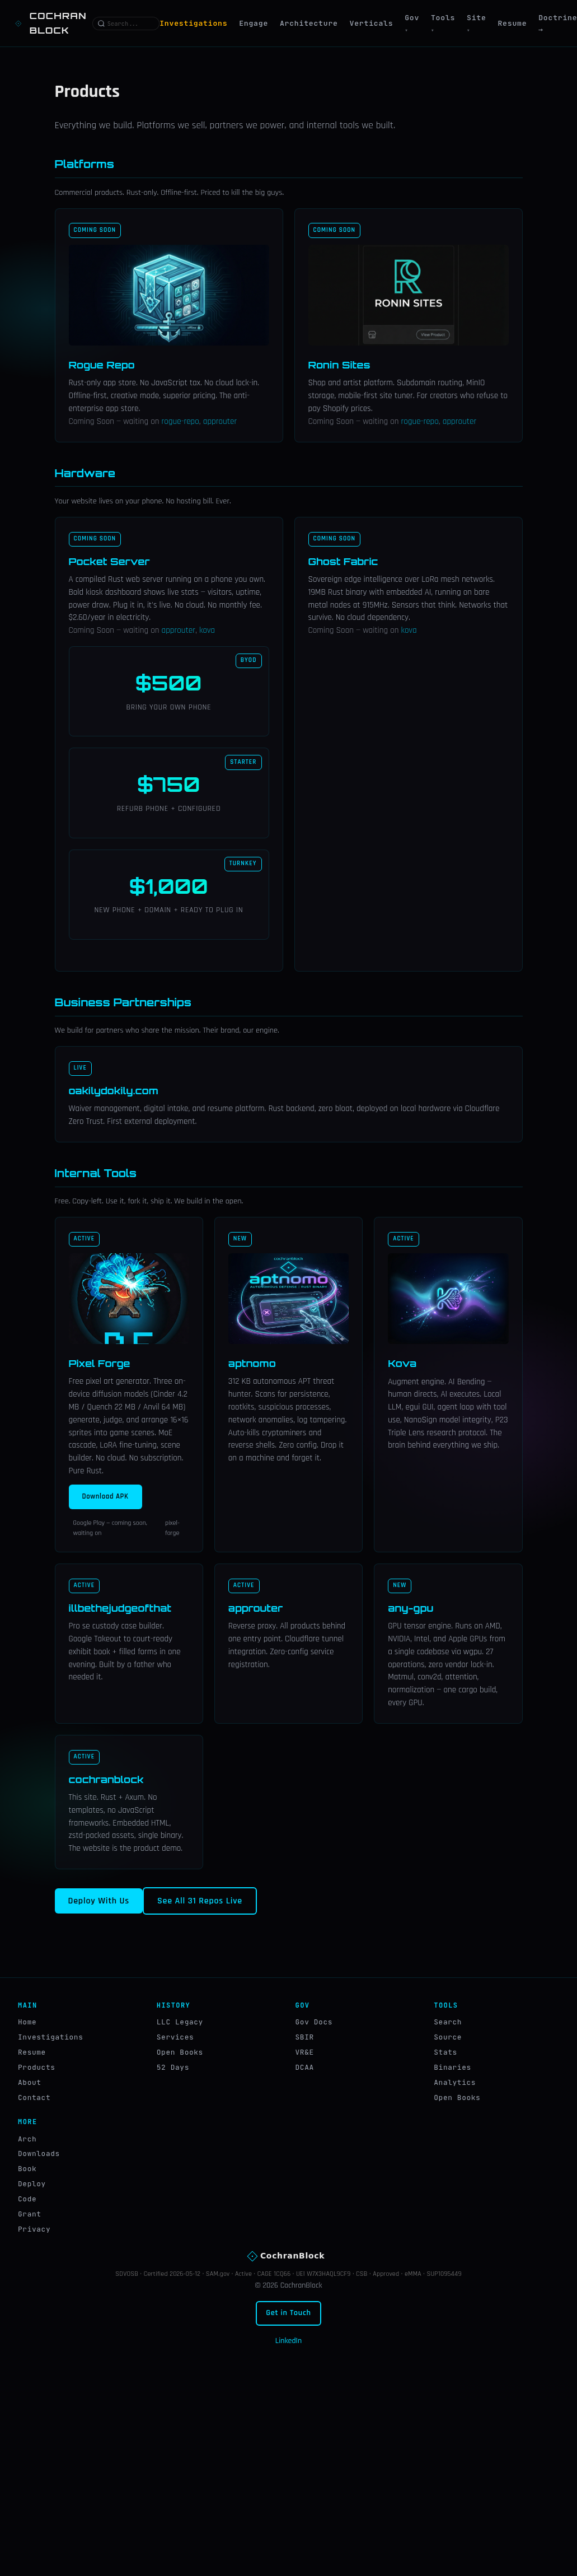 COCHRAN
BLOCK
Search...
Investigations
Engage
Architecture
Verticals
Gov
Tools
Site
Resume
Doctrine
→
Products
Everything we build. Platforms we sell, partners we power, and internal tools we built.
Platforms
Commercial products. Rust-only. Offline-first. Priced to kill the big guys.
COMING SOON
Rogue Repo
Rust-only app store. No JavaScript tax. No cloud lock-in.
Offline-first, creative mode, superior pricing. The anti-
enterprise app store.
Coming Soon — waiting on rogue-repo, approuter
COMING SOON
RONIN SITES
View Product
Ronin Sites
Shop and artist platform. Subdomain routing, MinIO
storage, mobile-first site tuner. For creators who refuse to
pay Shopify prices.
Coming Soon — waiting on rogue-repo, approuter
Hardware
Your website lives on your phone. No hosting bill. Ever.
COMING SOON
Pocket Server
A compiled Rust web server running on a phone you own.
Bold kiosk dashboard shows live stats — visitors, uptime,
power draw. Plug it in, it's live. No cloud. No monthly fee.
$2.60/year in electricity.
Coming Soon — waiting on approuter, kova
BYOD
$500
BRING YOUR OWN PHONE
STARTER
$750
REFURB PHONE + CONFIGURED
TURNKEY
$1,000
NEW PHONE + DOMAIN + READY TO PLUG IN
COMING SOON
Ghost Fabric
Sovereign edge intelligence over LoRa mesh networks.
19MB Rust binary with embedded AI, running on bare
metal nodes at 915MHz. Sensors that think. Networks that
survive. No cloud dependency.
Coming Soon — waiting on kova
Business Partnerships
We build for partners who share the mission. Their brand, our engine.
LIVE
oakilydokily.com
Waiver management, digital intake, and resume platform. Rust backend, zero bloat, deployed on local hardware via Cloudflare
Zero Trust. First external deployment.
Internal Tools
Free. Copy-left. Use it, fork it, ship it. We build in the open.
ACTIVE
Pixel Forge
Free pixel art generator. Three on-
device diffusion models (Cinder 4.2
MB / Quench 22 MB / Anvil 64 MB)
generate, judge, and arrange 16×16
sprites into game scenes. MoE
cascade, LoRA fine-tuning, scene
builder. No cloud. No subscription.
Pure Rust.
Download APK
Google Play — coming soon, waiting on pixel-forge
NEW
cochranblock
aptnomo
AUTONOMOUS DEFENSE | RUST BINARY
aptnomo
312 KB autonomous APT threat
hunter. Scans for persistence,
rootkits, suspicious processes,
network anomalies, log tampering.
Auto-kills cryptominers and
reverse shells. Zero config. Drop it
on a machine and forget it.
ACTIVE
Kova
Augment engine. AI Bending —
human directs, AI executes. Local
LLM, egui GUI, agent loop with tool
use, NanoSign model integrity, P23
Triple Lens research protocol. The
brain behind everything we ship.
ACTIVE
illbethejudgeofthat
Pro se custody case builder.
Google Takeout to court-ready
exhibit book + filled forms in one
evening. Built by a father who
needed it.
ACTIVE
approuter
Reverse proxy. All products behind
one entry point. Cloudflare tunnel
integration. Zero-config service
registration.
NEW
any-gpu
GPU tensor engine. Runs on AMD,
NVIDIA, Intel, and Apple GPUs from
a single codebase via wgpu. 27
operations, zero vendor lock-in.
Matmul, conv2d, attention,
normalization — one cargo build,
every GPU.
ACTIVE
cochranblock
This site. Rust + Axum. No
templates, no JavaScript
frameworks. Embedded HTML,
zstd-packed assets, single binary.
The website is the product demo.
Deploy With Us
See All 31 Repos Live
MAIN
Home
Investigations
Resume
Products
About
Contact
HISTORY
LLC Legacy
Services
Open Books
52 Days
GOV
Gov Docs
SBIR
VR&E
DCAA
TOOLS
Search
Source
Stats
Binaries
Analytics
Open Books
MORE
Arch
Downloads
Book
Deploy
Code
Grant
Privacy
CochranBlock
SDVOSB · Certified 2026-05-12 · SAM.gov · Active · CAGE 1CQ66 · UEI W7X3HAQL9CF9 · CSB · Approved · eMMA · SUP1095449
© 2026 CochranBlock
Get in Touch
LinkedIn